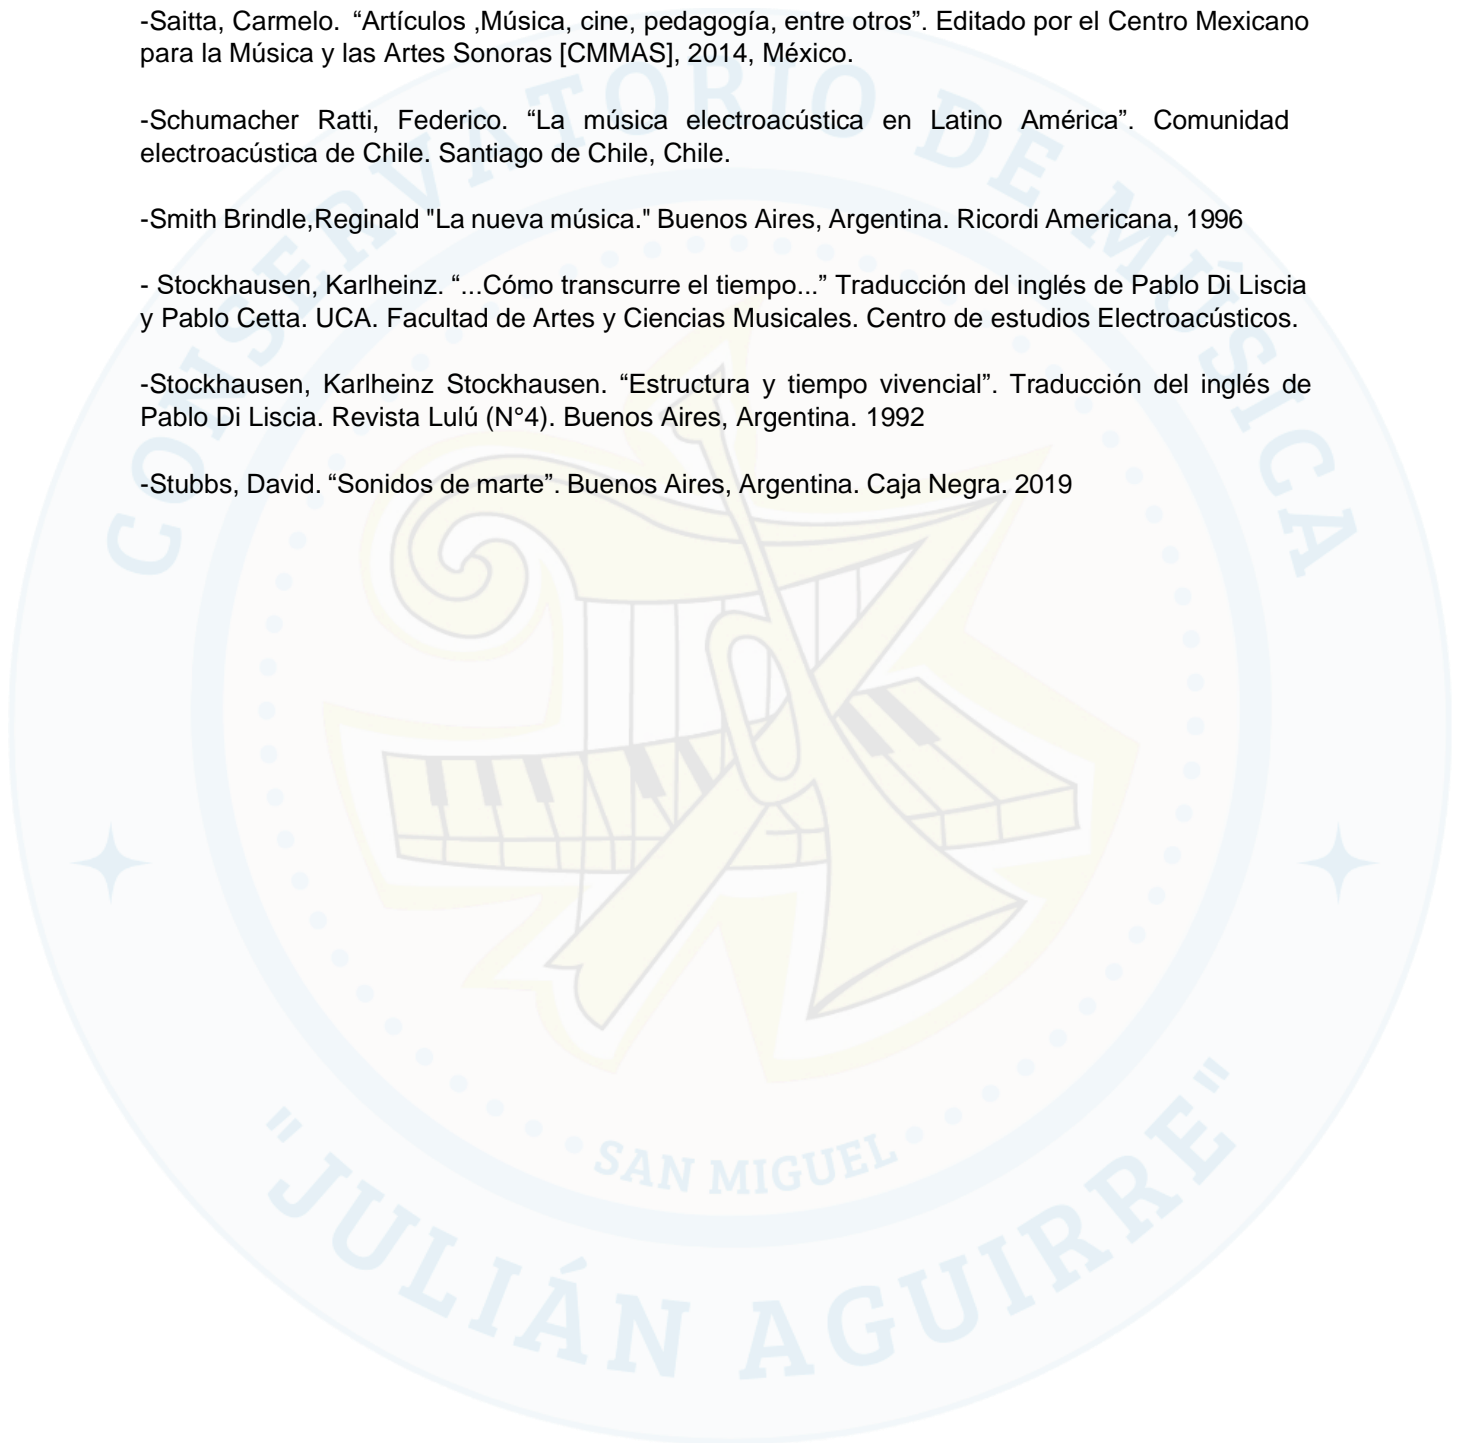 -Saitta, Carmelo. “Artículos ,Música, cine, pedagogía, entre otros”. Editado por el Centro Mexicano
para la Música y las Artes Sonoras [CMMAS], 2014, México.
-Schumacher Ratti, Federico. “La música electroacústica en Latino América”. Comunidad
electroacústica de Chile. Santiago de Chile, Chile.
-Smith Brindle,Reginald "La nueva música." Buenos Aires, Argentina. Ricordi Americana, 1996
- Stockhausen, Karlheinz. “...Cómo transcurre el tiempo...” Traducción del inglés de Pablo Di Liscia
y Pablo Cetta. UCA. Facultad de Artes y Ciencias Musicales. Centro de estudios Electroacústicos.
-Stockhausen, Karlheinz Stockhausen. “Estructura y tiempo vivencial”. Traducción del inglés de
Pablo Di Liscia. Revista Lulú (N°4). Buenos Aires, Argentina. 1992
-Stubbs, David. “Sonidos de marte”. Buenos Aires, Argentina. Caja Negra. 2019
CONSERVATORIO DE MÚSICA
SAN MIGUEL
"JULIÁN AGUIRRE"